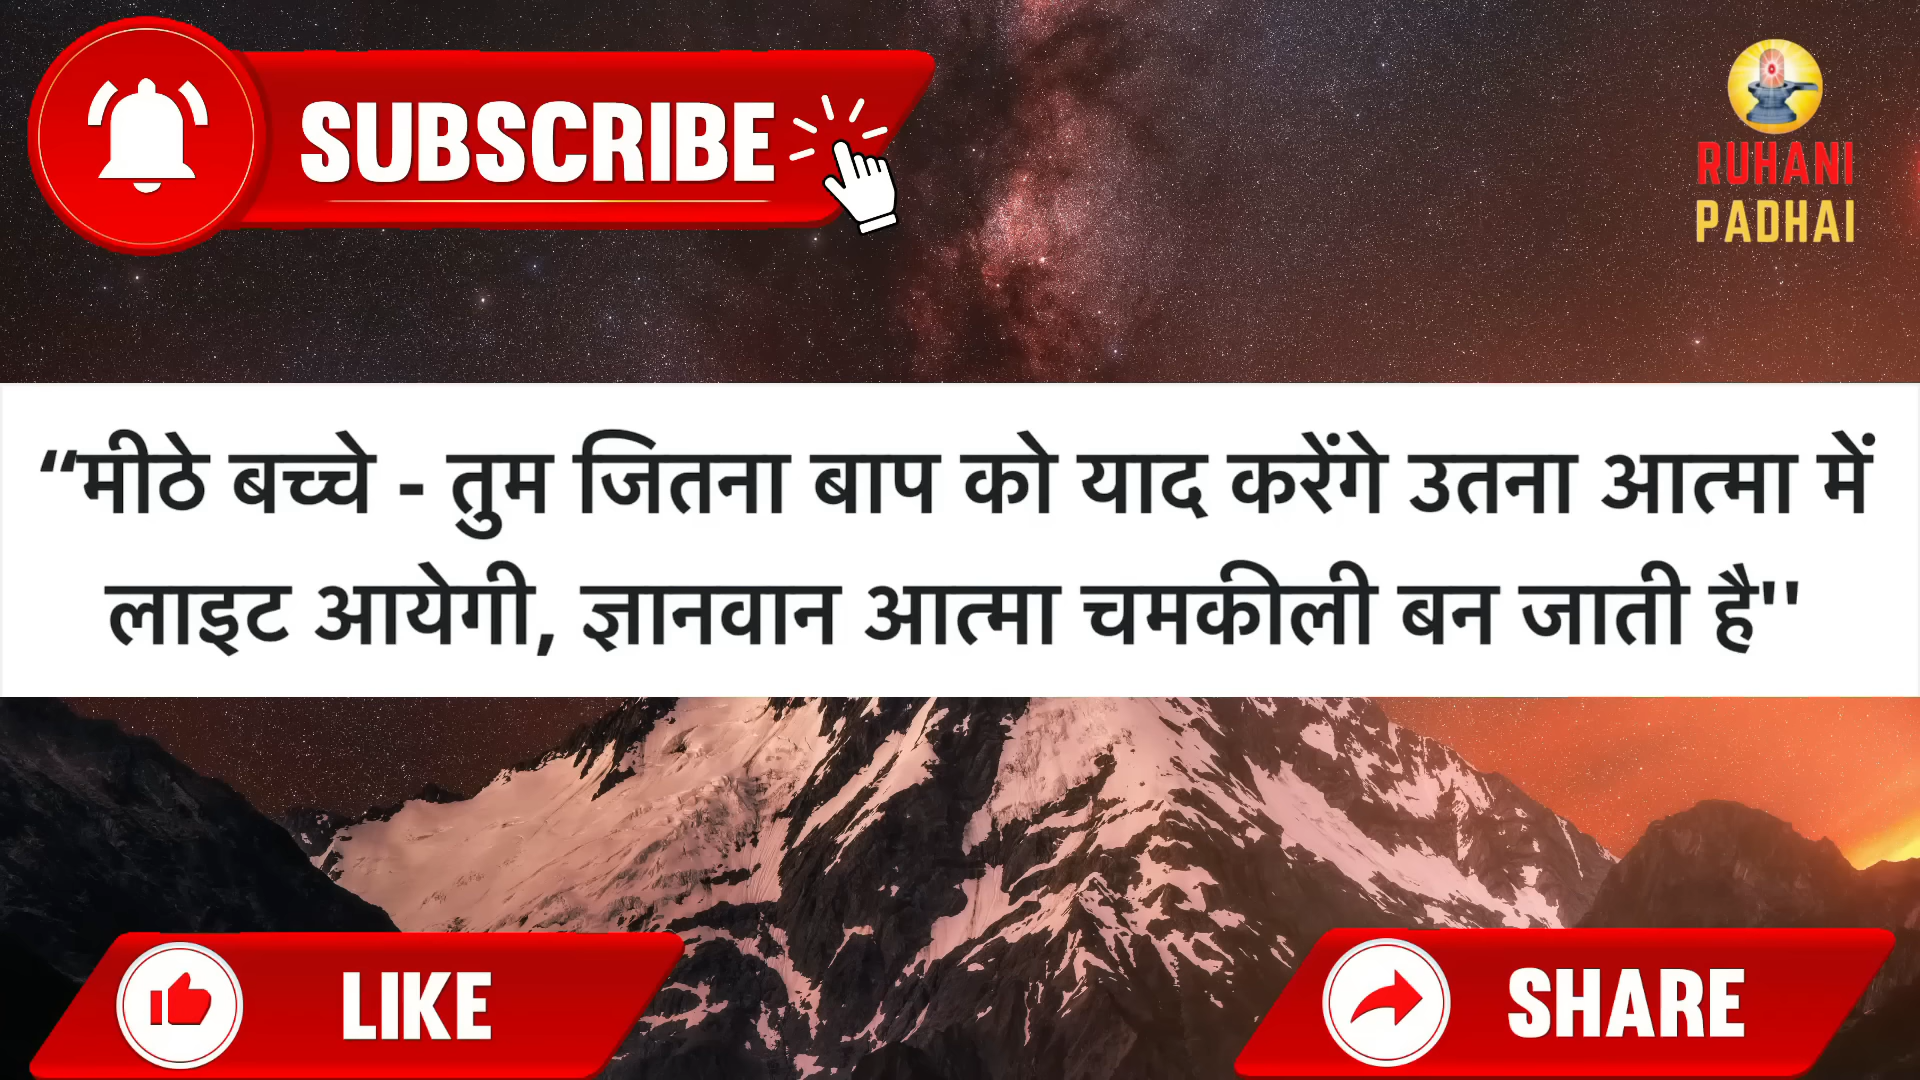 SUBSCRIBE
RUHANI
PADHAI
“मीठे बच्चे - तुम जितना बाप को याद करेंगे उतना आत्मा में
लाइट आयेगी, ज्ञानवान आत्मा चमकीली बन जाती है''
LIKE
SHARE